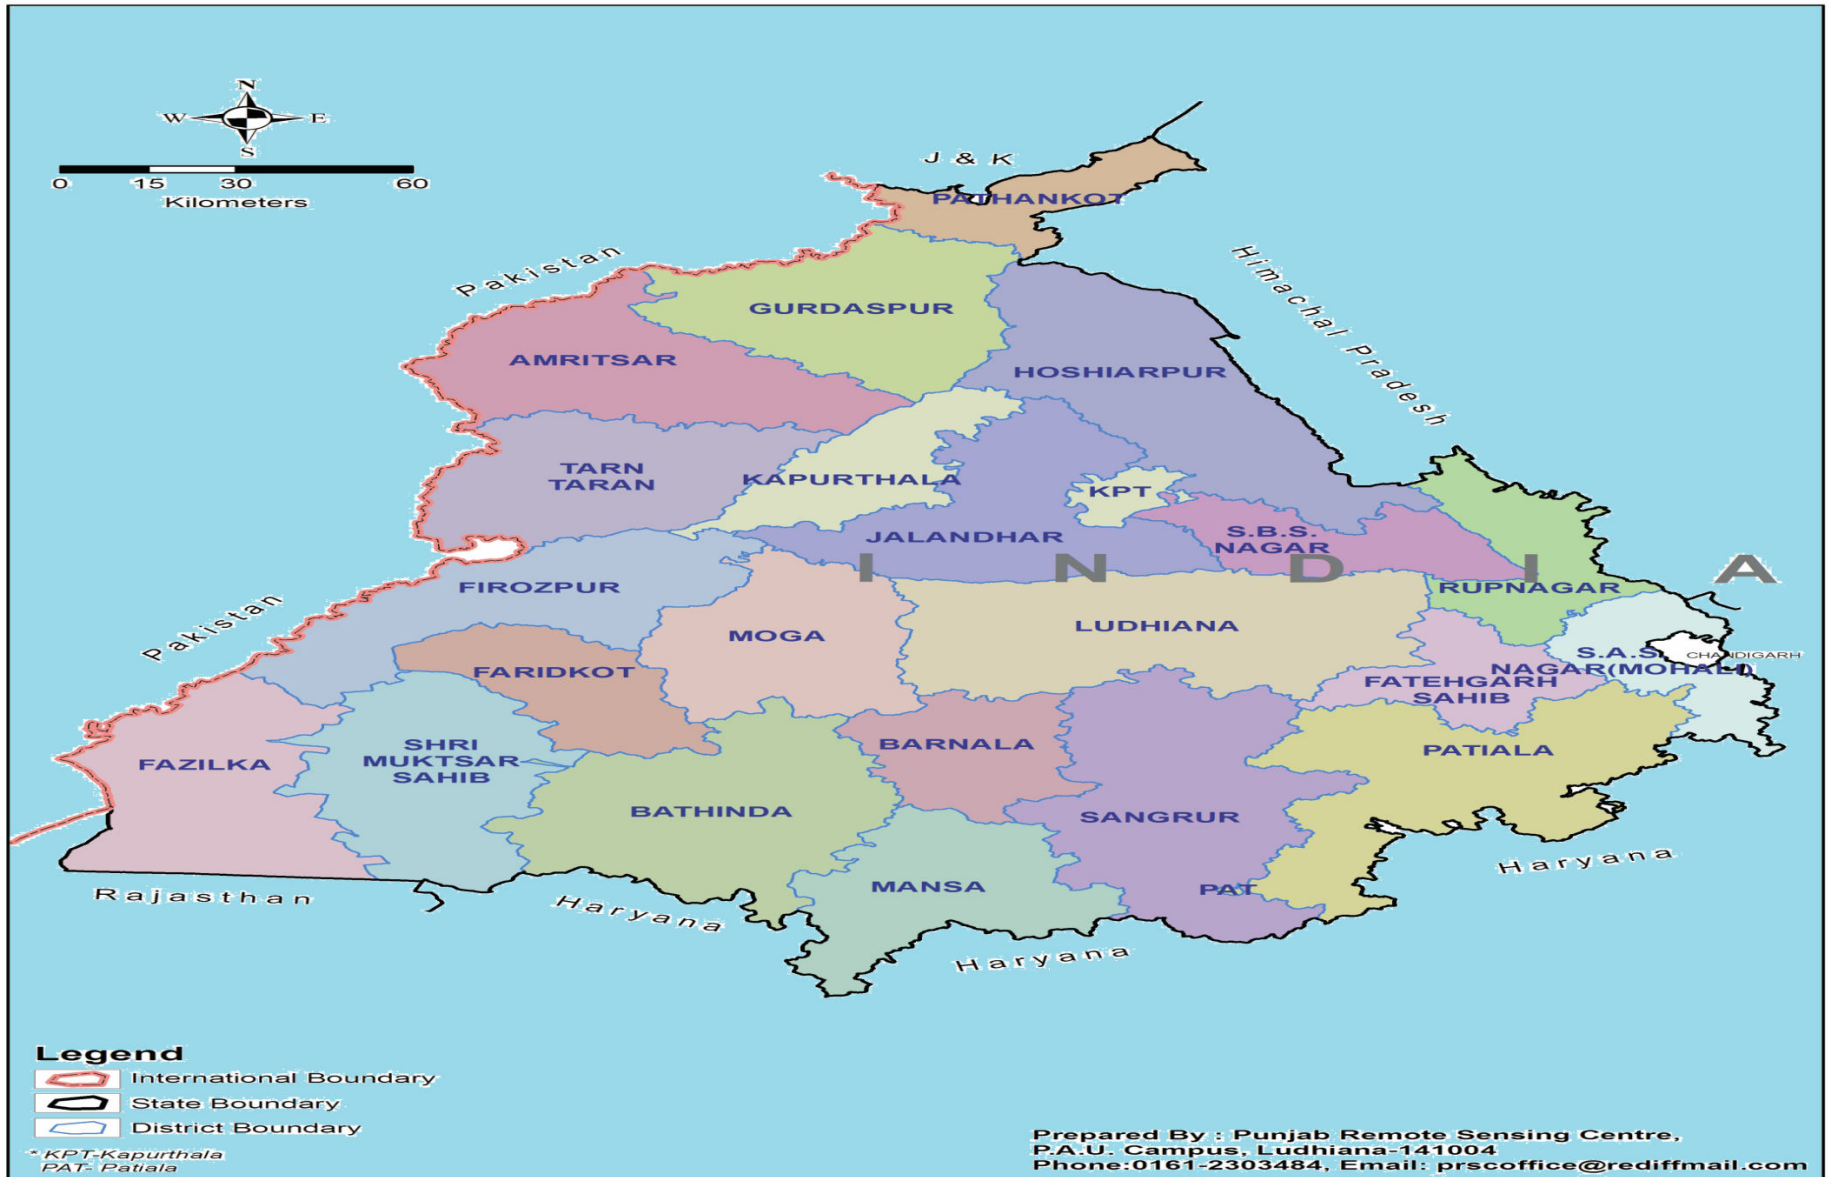 N
W E
S
0 15 30 60
Kilometers
J & K
PATHANKOT
Pakistan
Himachal Pradesh
GURDASPUR
AMRITSAR
HOSHIARPUR
TARN
TARAN
KAPURTHALA
KPT
JALANDHAR
S.B.S.
NAGAR
I N D I A
FIROZPUR
RUPNAGAR
Pakistan
MOGA
LUDHIANA
FARIDKOT
S.A.S.
NAGAR(MOHALI)
CHANDIGARH
FATEHGARH
SAHIB
SHRI
MUKTSAR
SAHIB
FAZILKA
BARNALA
PATIALA
BATHINDA
SANGRUR
MANSA
PAT
Rajasthan
Haryana
Haryana
Haryana
Legend
International Boundary
State Boundary
District Boundary
* KPT-Kapurthala
PAT- Patiala
Prepared By : Punjab Remote Sensing Centre,
P.A.U. Campus, Ludhiana-141004
Phone:0161-2303484, Email: prscoffice@rediffmail.com